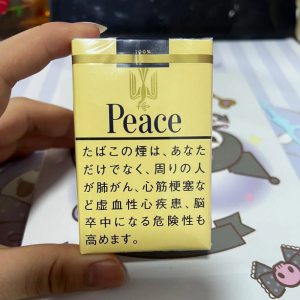 100%
Peace
たばこの煙は、あなた
だけでなく、周りの人
が肺がん、心筋梗塞な
ど虚血性心疾患、脳
卒中になる危険性も
高めます。